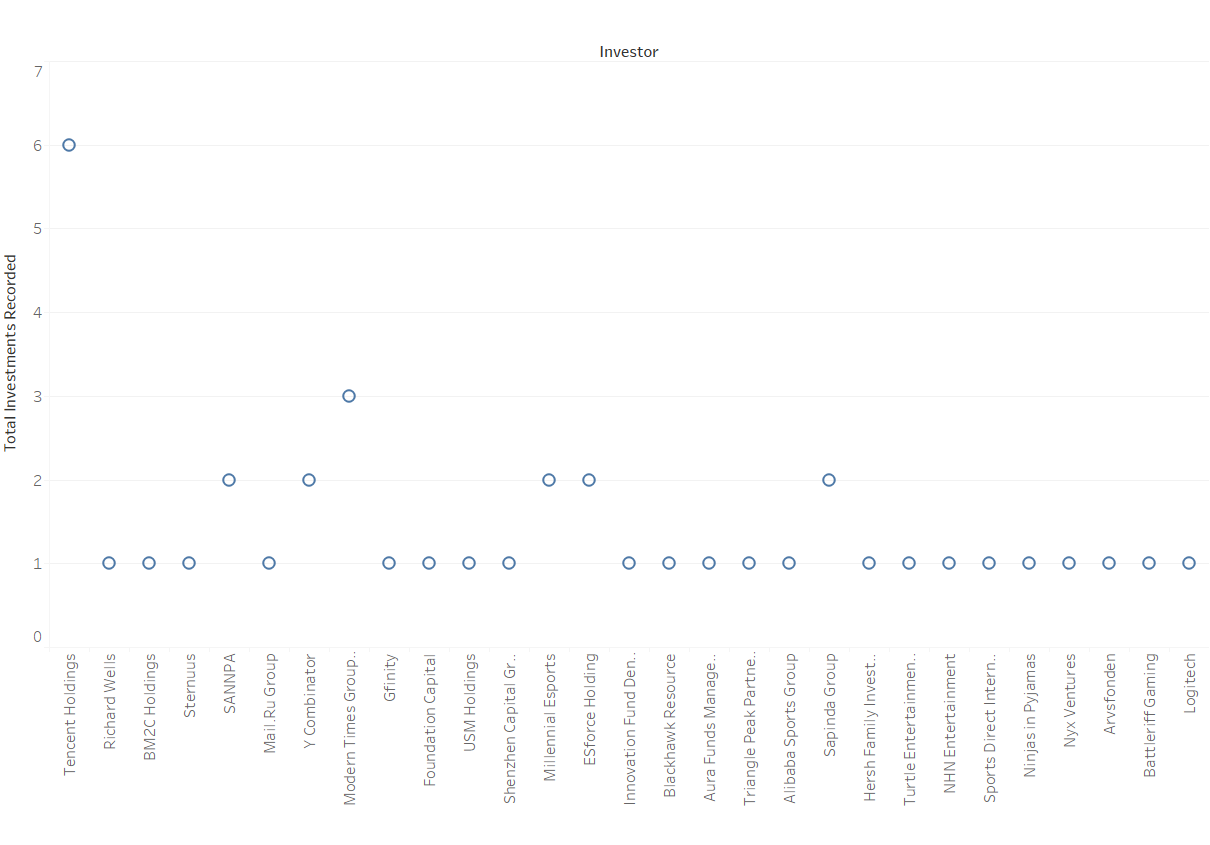 Investor
Total Investments Recorded
7
6
5
4
3
2
1
0
Tencent Holdings
Richard Wells
BM2C Holdings
Sternuus
SANNPA
Mail.Ru Group
Y Combinator
Modern Times Group..
Gfinity
Foundation Capital
USM Holdings
Shenzhen Capital Gr..
Millennial Esports
ESforce Holding
Innovation Fund Den..
Blackhawk Resource
Aura Funds Manage..
Triangle Peak Partne..
Alibaba Sports Group
Sapinda Group
Hersh Family Invest..
Turtle Entertainmen..
NHN Entertainment
Sports Direct Intern..
Ninjas in Pyjamas
Nyx Ventures
Arvsfonden
Battleriff Gaming
Logitech